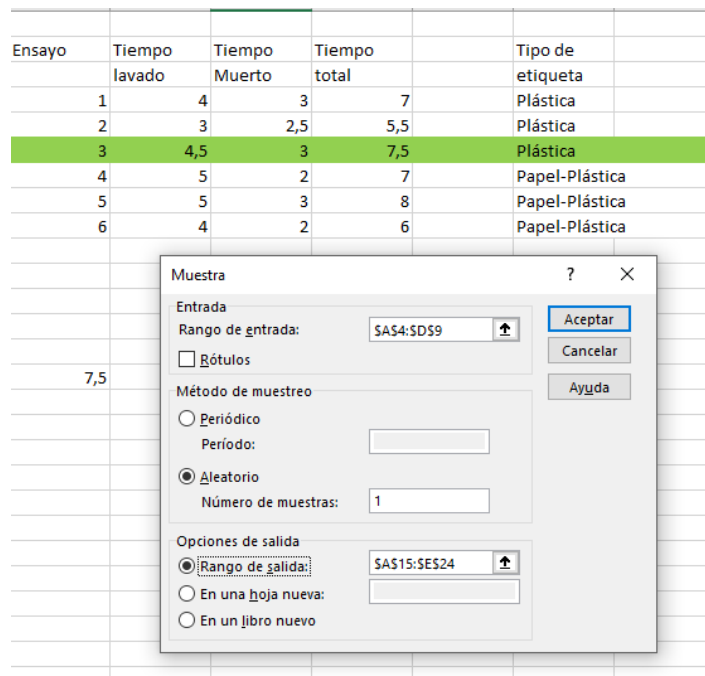 Ensayo Tiempo Tiempo Tiempo Tipo de
lavado Muerto total etiqueta
1 4 3 7 Plástica
2 3 2,5 5,5 Plástica
3 4,5 3 7,5 Plástica
4 5 2 7 Papel-Plástica
5 5 3 8 Papel-Plástica
6 4 2 6 Papel-Plástica
7,5
Muestra ?
Entrada
Rango de entrada: $A$4:$D$9
Rótulos
Método de muestreo
Periódico
Período:
Aleatorio
Número de muestras: 1
Opciones de salida
Rango de salida: $A$15:$E$24
En una hoja nueva:
En un libro nuevo
Aceptar
Cancelar
Ayuda